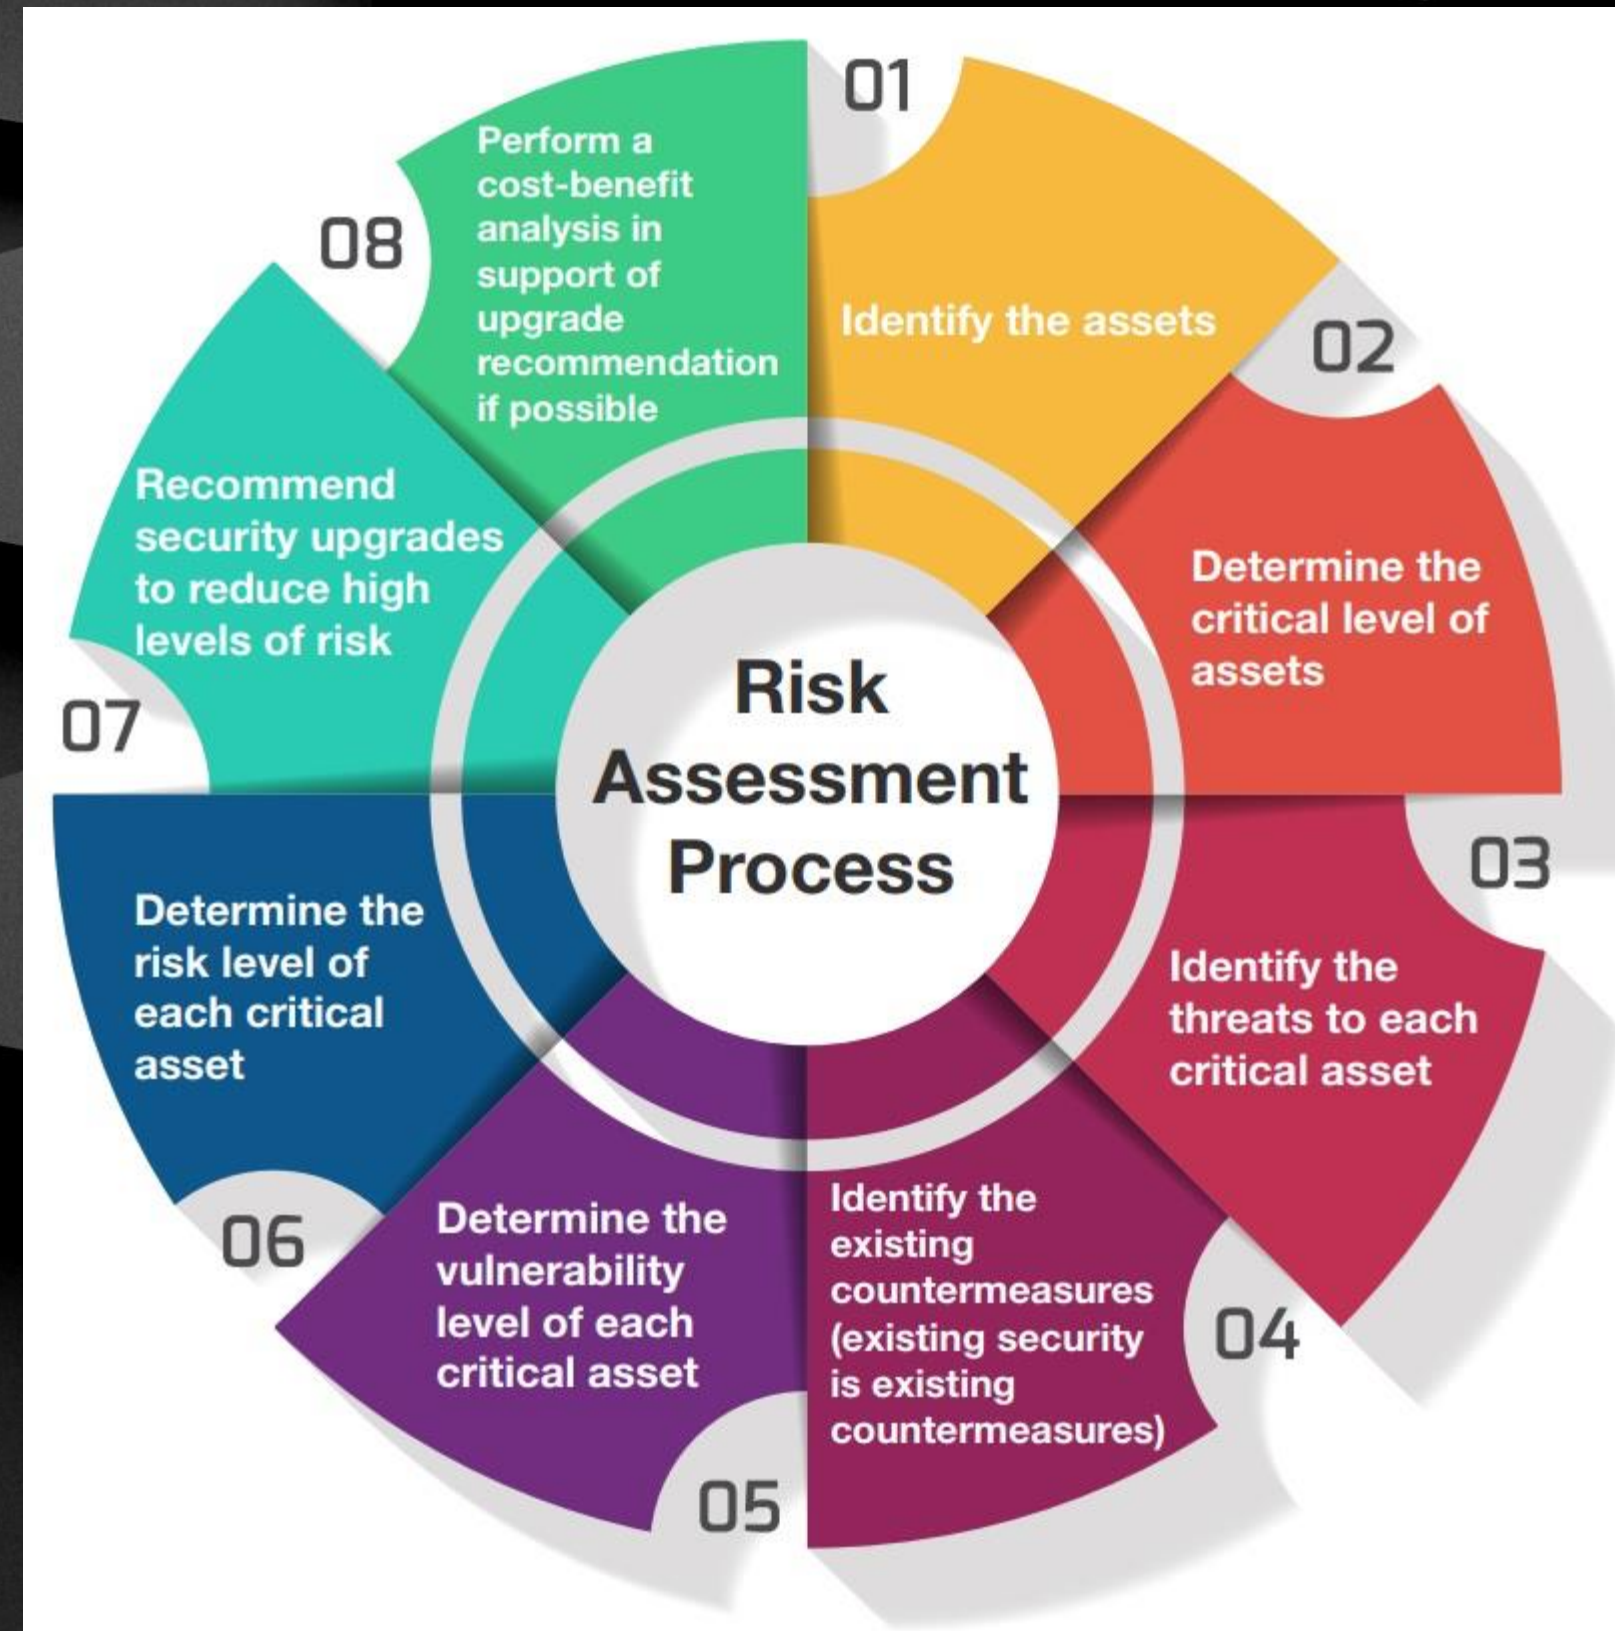 Risk
Assessment
Process
01
Identify the assets
02
Determine the
critical level of
assets
03
Identify the
threats to each
critical asset
04
Identify the
existing
countermeasures
(existing security
is existing
countermeasures)
05
Determine the
vulnerability
level of each
critical asset
06
Determine the
risk level of
each critical
asset
07
Recommend
security upgrades
to reduce high
levels of risk
08
Perform a
cost-benefit
analysis in
support of
upgrade
recommendation
if possible